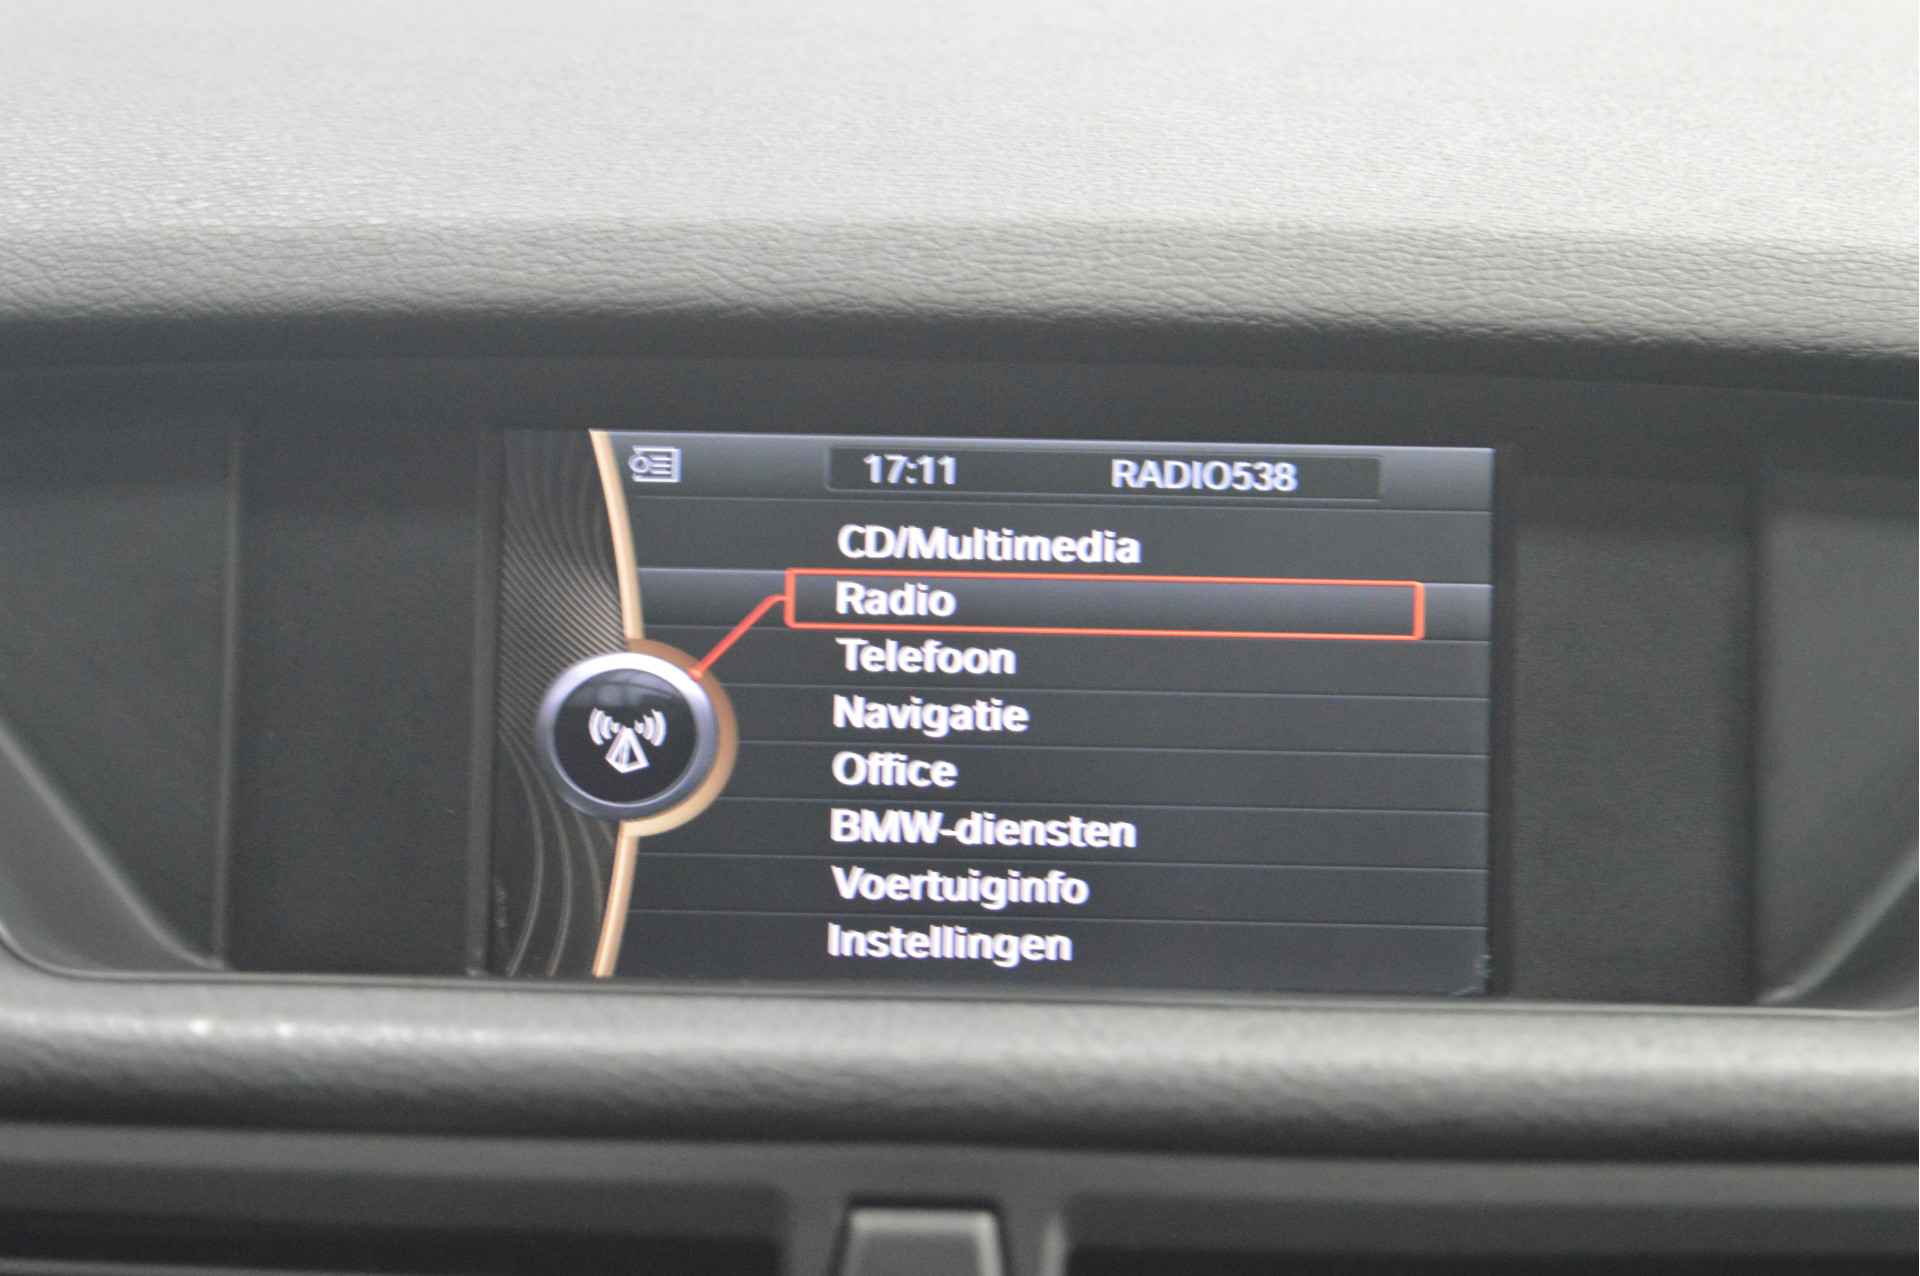 17:11 RADIO538
CD/Multimedia
Radio
Telefoon
Navigatie
Office
BMW-diensten
Voertuiginfo
Instellingen